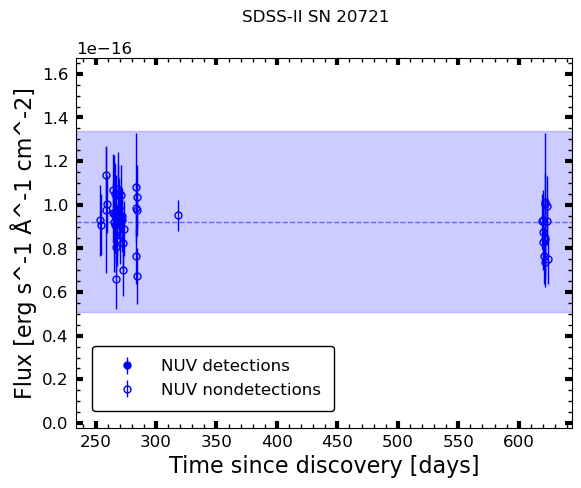 SDSS-II SN 20721
1e−16
1.6
1.4
1.2
1.0
0.8
0.6
0.4
0.2
0.0
Flux [erg s^-1 Å^-1 cm^-2]
NUV detections
NUV nondetections
250 300 350 400 450 500 550 600
Time since discovery [days]